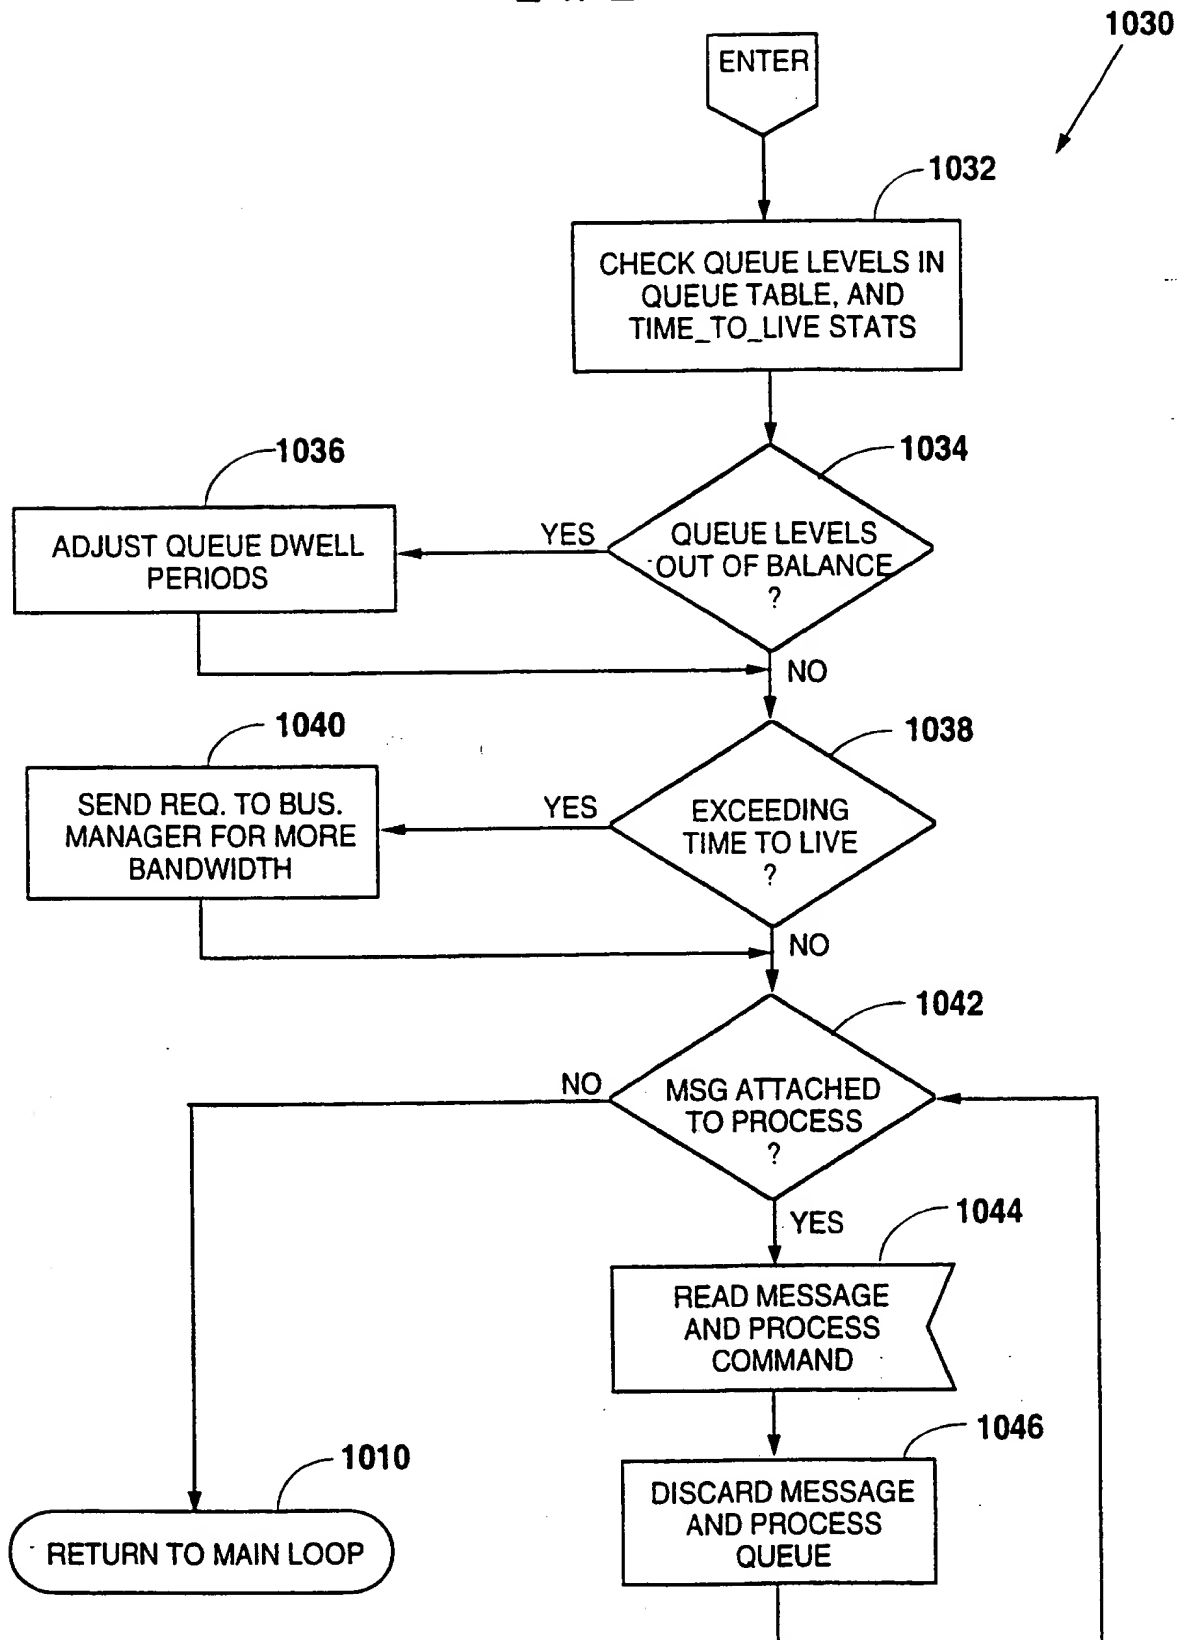 1030
ENTER
1032
CHECK QUEUE LEVELS IN
QUEUE TABLE, AND
TIME_TO_LIVE STATS
1034
QUEUE LEVELS
OUT OF BALANCE
?
YES
1036
ADJUST QUEUE DWELL
PERIODS
NO
1038
EXCEEDING
TIME TO LIVE
?
YES
1040
SEND REQ. TO BUS.
MANAGER FOR MORE
BANDWIDTH
NO
1042
MSG ATTACHED
TO PROCESS
?
NO
YES
1044
READ MESSAGE
AND PROCESS
COMMAND
1046
DISCARD MESSAGE
AND PROCESS
QUEUE
1010
RETURN TO MAIN LOOP